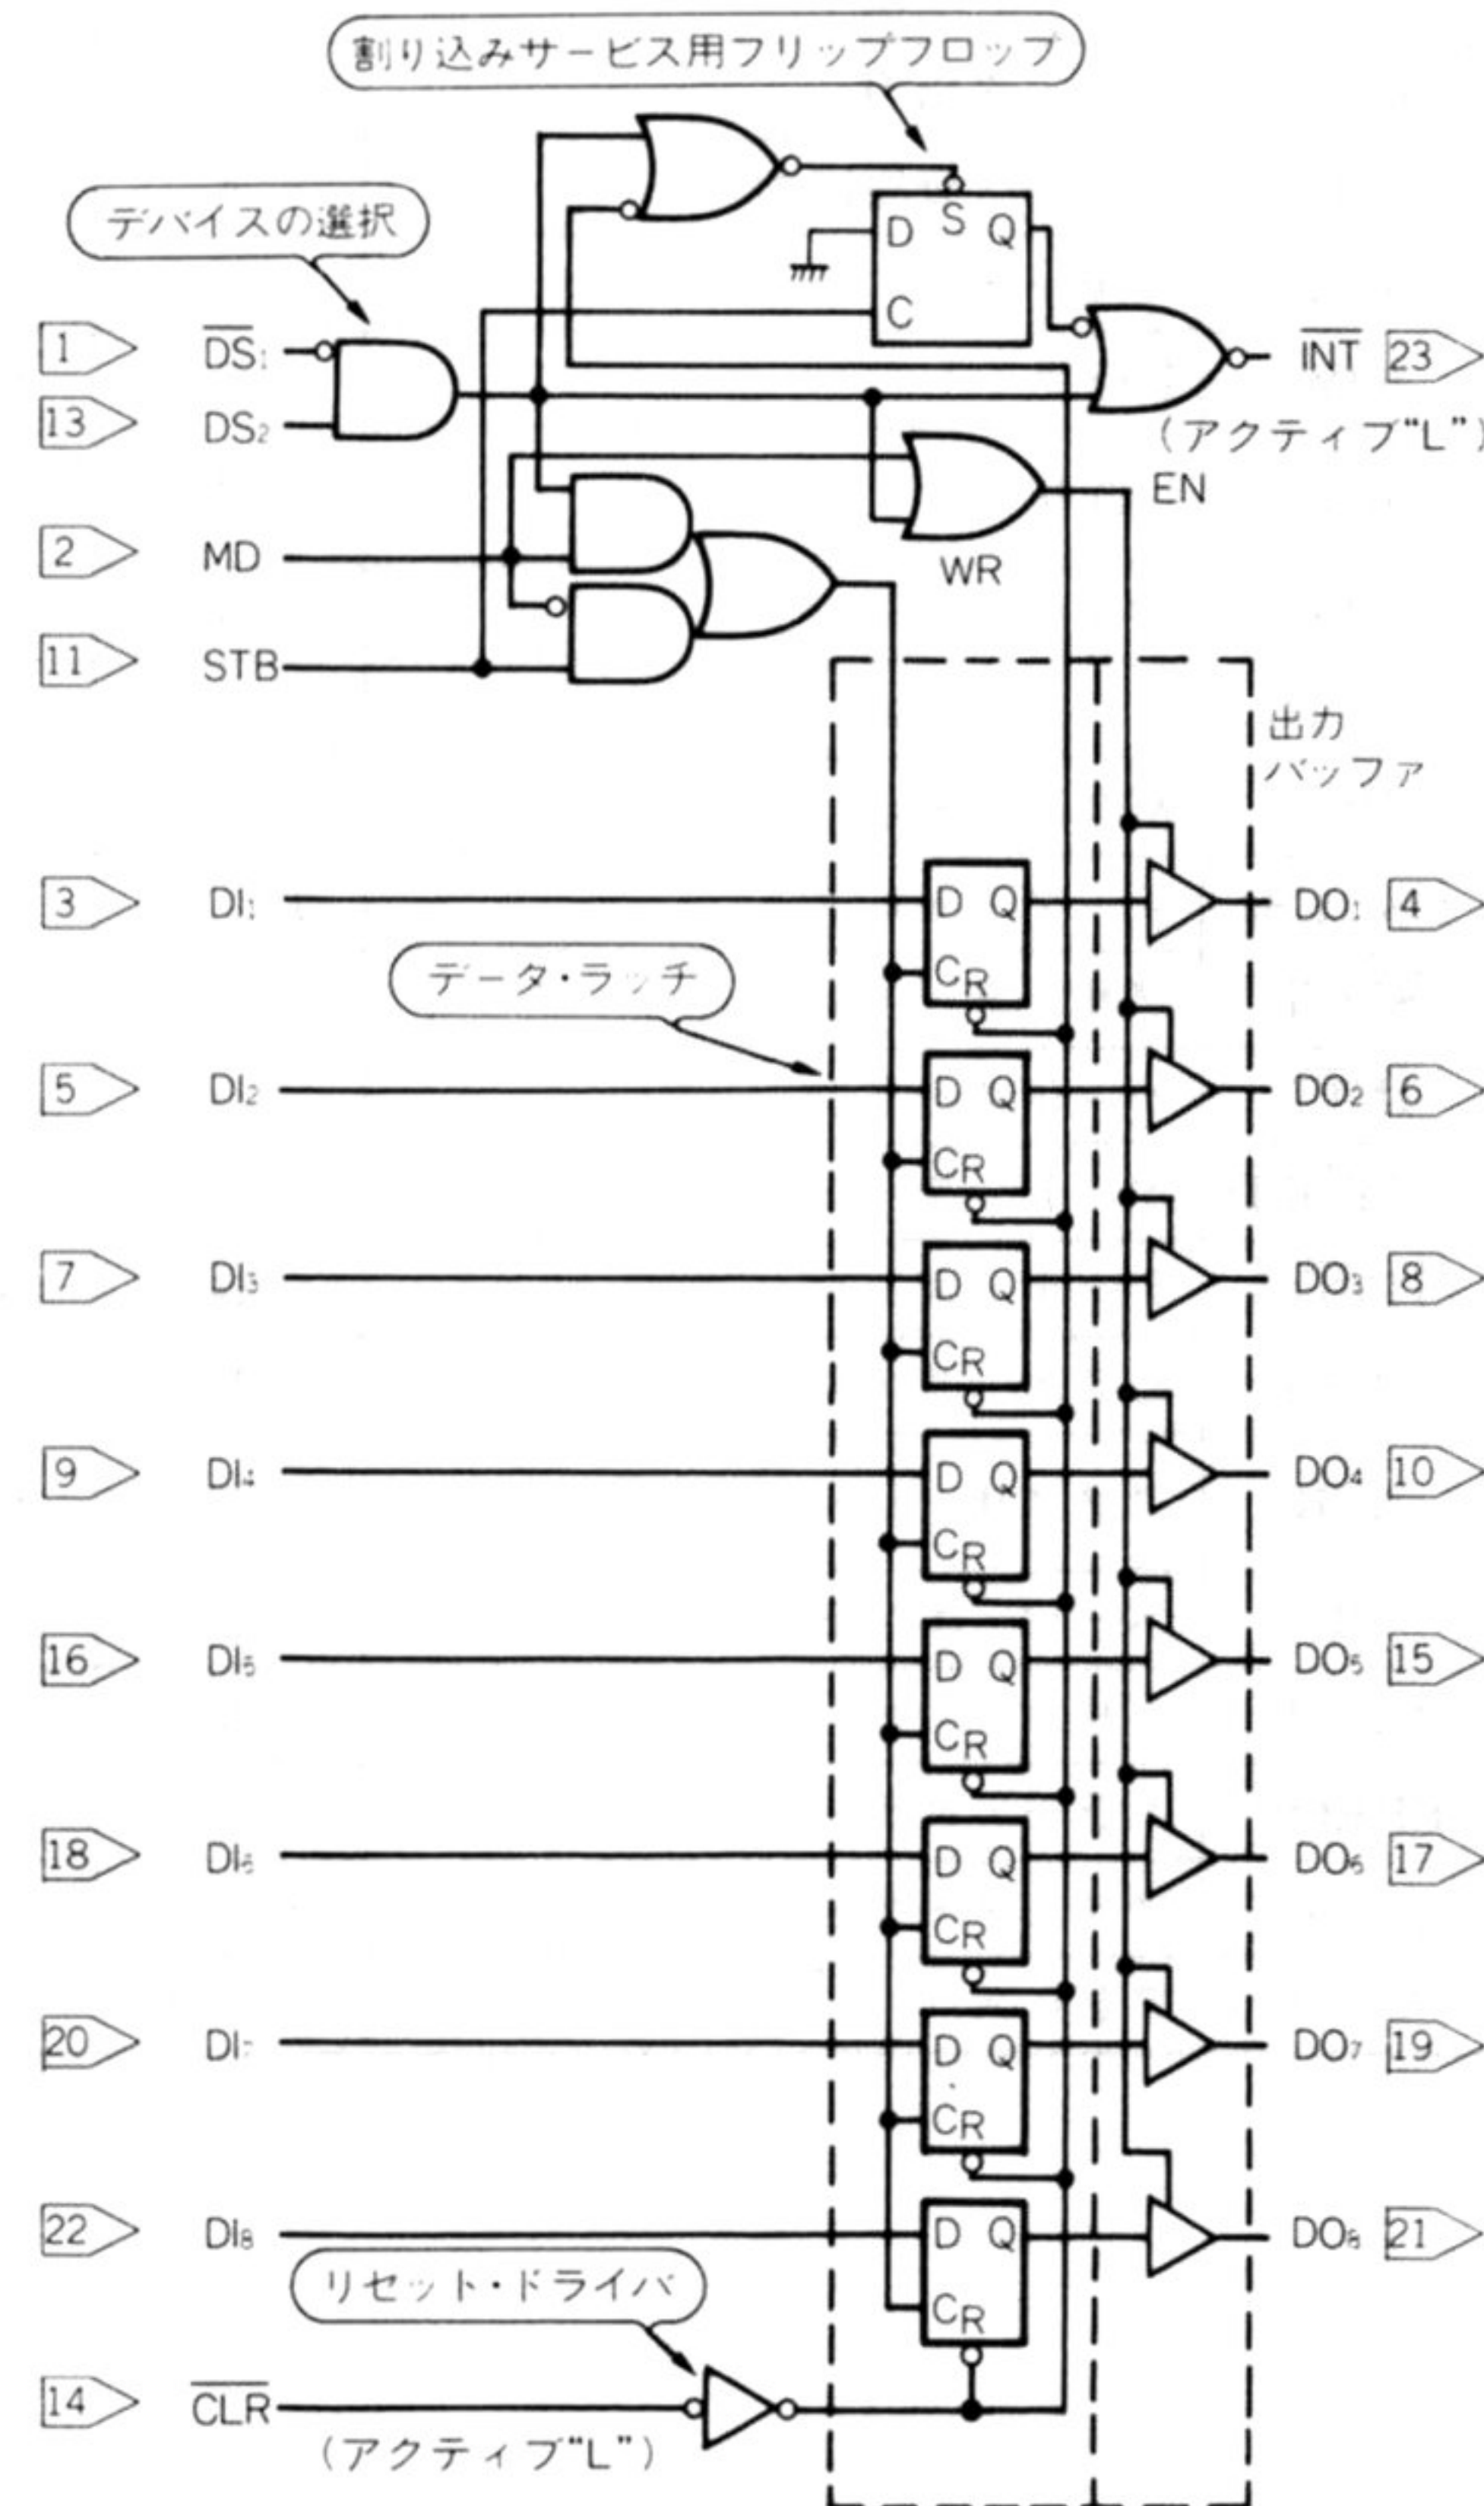 割り込みサービス用フリップフロップ
デバイスの選択
D S Q
C
1 DS1 INT 23
13 DS2 (アクティブ“L”)
EN
2 MD
WR
11 STB
出力
バッファ
3 DI1 D Q DO1 4
CR
データ・ラッチ
5 DI2 D Q DO2 6
CR
7 DI3 D Q DO3 8
CR
9 DI4 D Q DO4 10
CR
16 DI5 D Q DO5 15
CR
18 DI6 D Q DO6 17
CR
20 DI7 D Q DO7 19
CR
22 DI8 D Q DO8 21
リセット・ドライバ
CR
14 CLR
(アクティブ“L”)